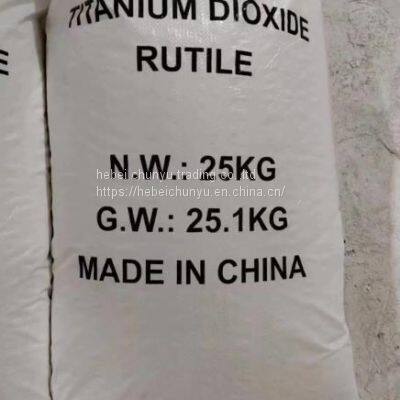 TITANIUM DIOXIDE
RUTILE
N.W.: 25KG
hebei chunyu trading co.,ltd
https://hebeichunyu.en.china.cn/
G.W.: 25.1KG
MADE IN CHINA
E